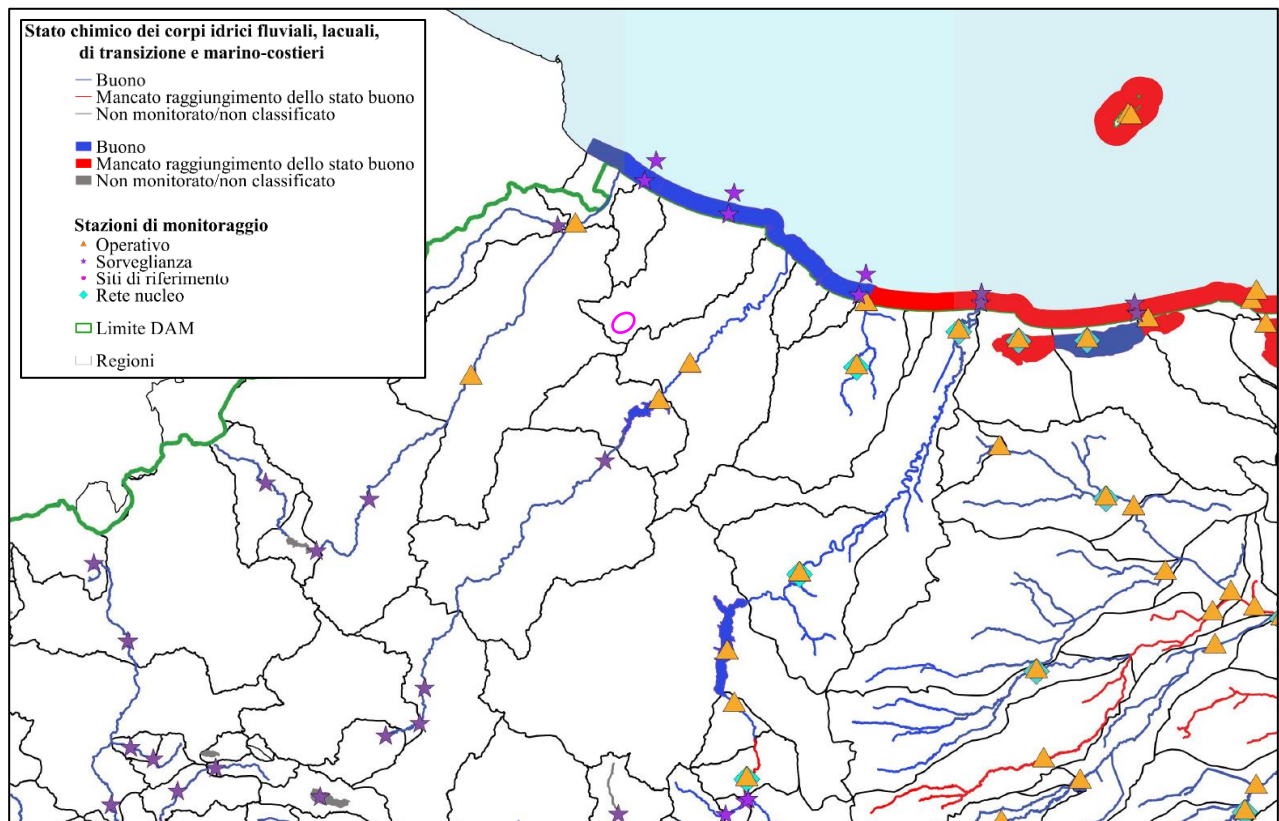 Stato chimico dei corpi idrici fluviali, lacuali,
di transizione e marino-costieri
Buono
Mancato raggiungimento dello stato buono
Non monitorato/non classificato
Buono
Mancato raggiungimento dello stato buono
Non monitorato/non classificato
Stazioni di monitoraggio
Operativo
Sorveglianza
Siti di riferimento
Rete nucleo
Limite DAM
Regioni